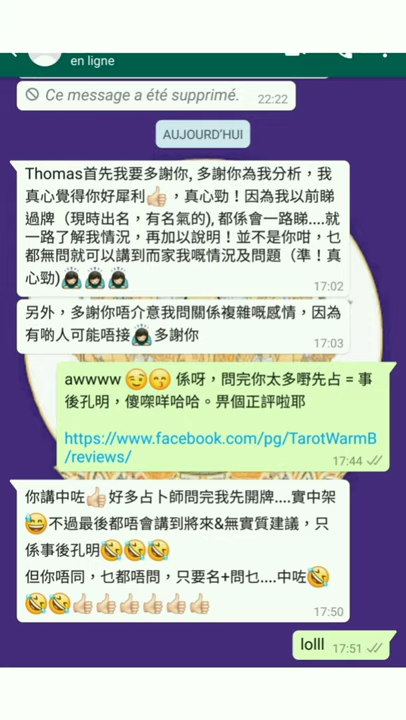 en ligne
Ce message a été supprimé. 22:22
AUJOURD'HUI
Thomas首先我要多謝你, 多謝你為我分析，我
真心覺得你好犀利👍🏻，真心勁！因為我以前睇
過牌（現時出名，有名氣的), 都係會一路睇....就
一路了解我情況，再加以說明！並不是你咁，乜
都無問就可以講到而家我嘅情況及問題（準！真
心勁)🙇🏻‍♀️🙇🏻‍♀️🙇🏻‍♀️ 17:02
另外，多謝你唔介意我問關係複雜嘅感情，因為
有啲人可能唔接🙇🏻‍♀️多謝你 17:03
awwww 😉😙 係呀，問完你太多嘢先占 = 事
後孔明，傻㗎咩哈哈。畀個正評啦耶
https://www.facebook.com/pg/TarotWarmB
/reviews/ 17:44
你講中咗👍🏻好多占卜師問完我先開牌....實中架
😅不過最後都唔會講到將來&無實質建議，只
係事後孔明🤣🤣🤣
但你唔同，乜都唔問，只要名+問乜....中咗🤣
🤣🤣👍🏻👍🏻👍🏻👍🏻👍🏻👍🏻 17:50
lolll 17:51